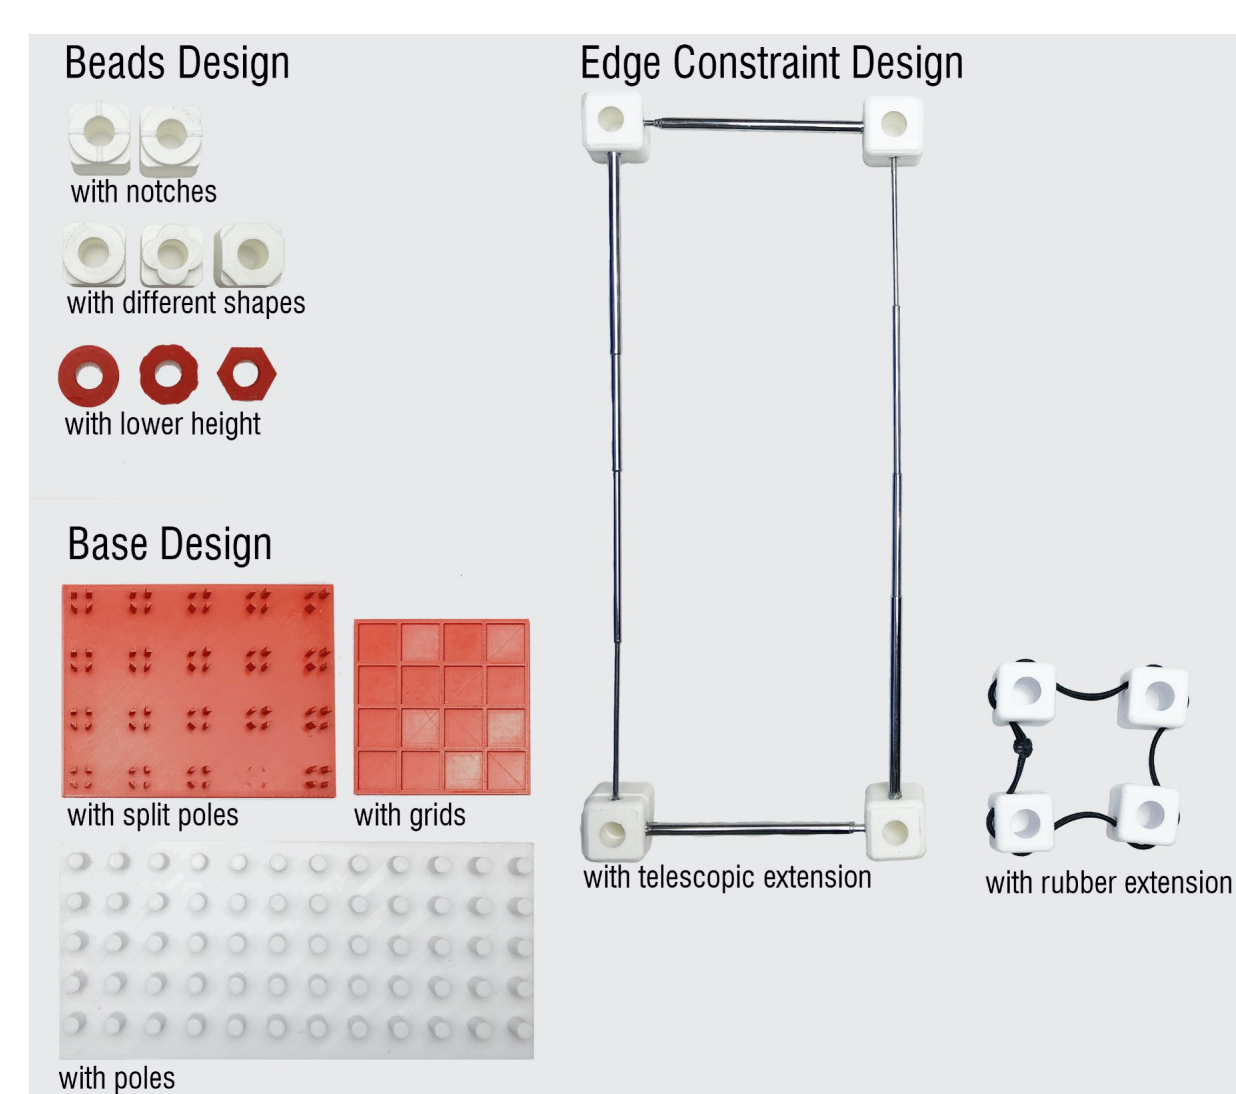 Beads Design
with notches
with different shapes
with lower height
Base Design
with split poles
with grids
with poles
Edge Constraint Design
with telescopic extension
with rubber extension